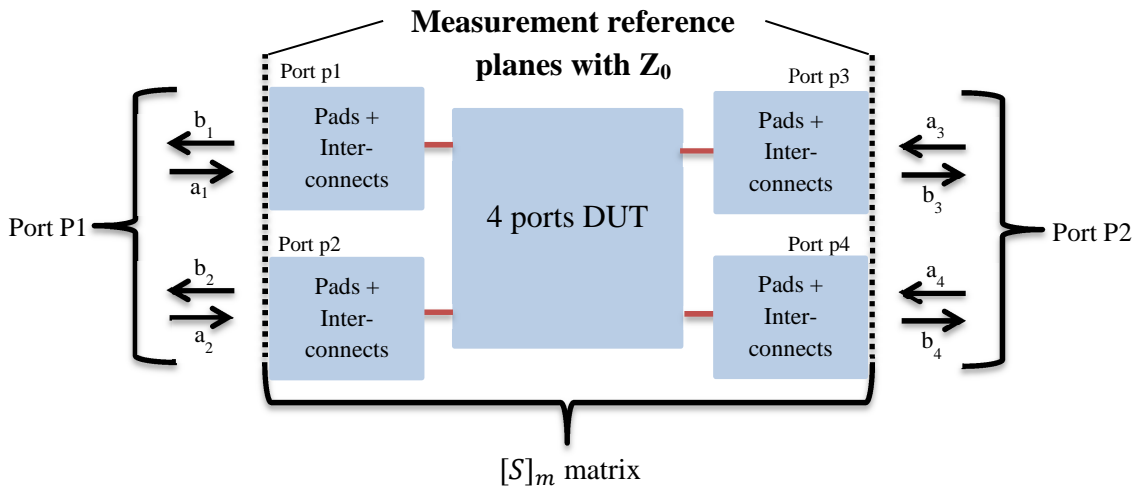 Measurement reference
planes with Z₀
Port p1
Port p3
Pads +
Inter-
connects
Pads +
Inter-
connects
b₁
a₁
a₃
b₃
4 ports DUT
Port P1
Port P2
Port p2
Port p4
Pads +
Inter-
connects
Pads +
Inter-
connects
b₂
a₂
a₄
b₄
[S]ₘ matrix